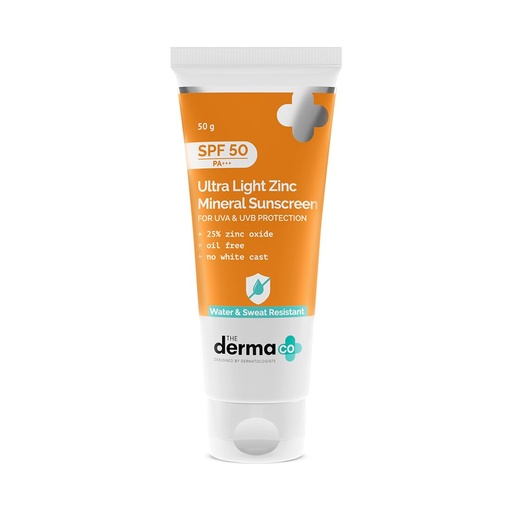 50 g
SPF 50
PA+++
Ultra Light Zinc
Mineral Sunscreen
FOR UVA & UVB PROTECTION
+ 25% zinc oxide
+ oil free
+ no white cast
Water & Sweat Resistant
THE
derma co
DESIGNED BY DERMATOLOGISTS